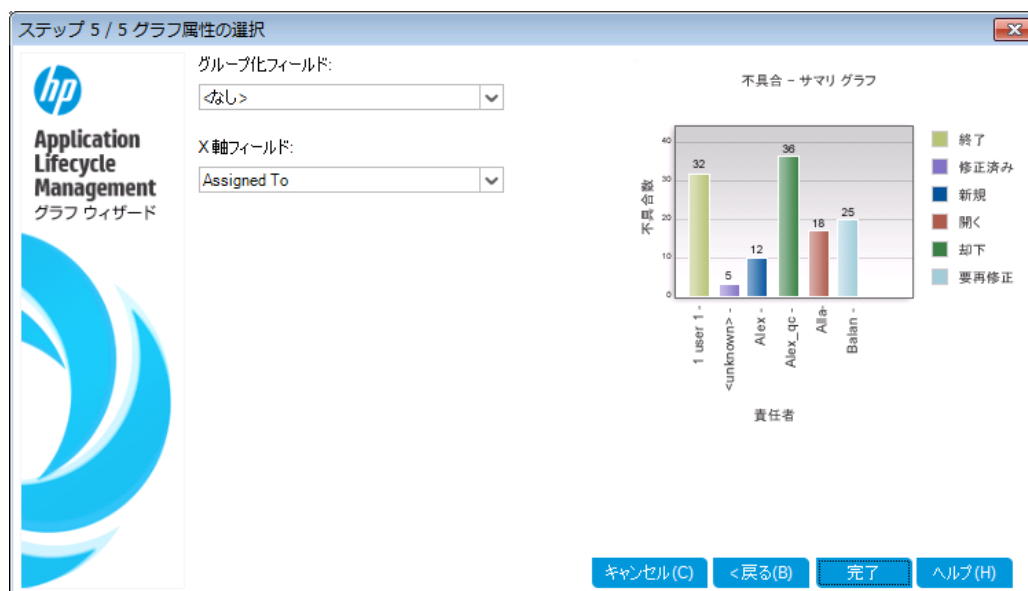 ステップ 5 / 5 グラフ属性の選択
hp
Application
Lifecycle
Management
グラフ ウィザード
グループ化フィールド:
<なし>
X 軸フィールド:
Assigned To
不具合 - サマリ グラフ
不具合数
40
30
20
10
0
32
5
12
36
18
25
1 user 1 -
<unknown> -
Alex -
Alex_qc -
Alla-
Balan -
責任者
終了
修正済み
新規
開く
却下
要再修正
キャンセル(C)
<戻る(B)
完了
ヘルプ(H)